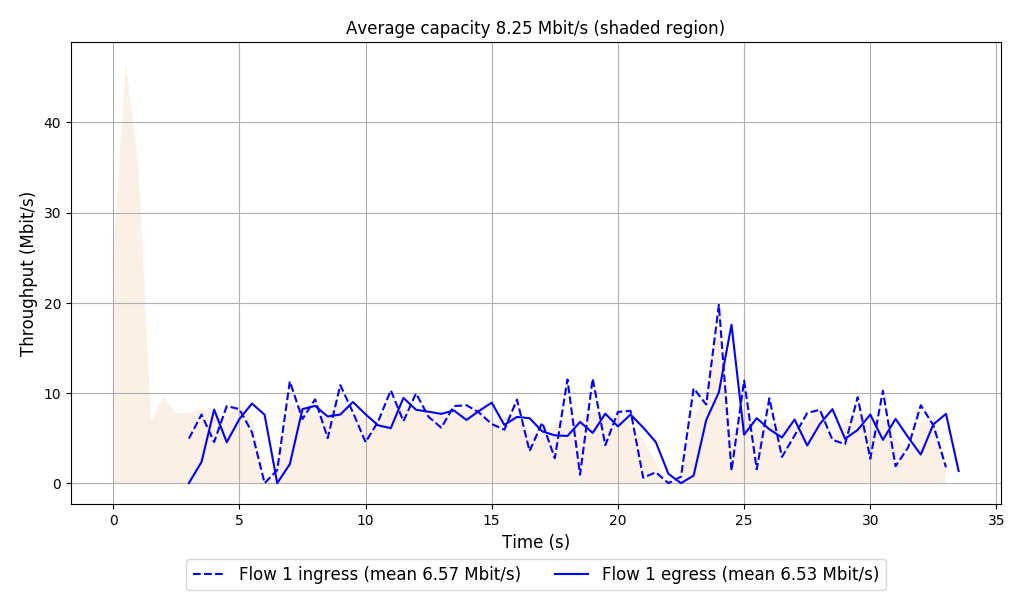 Average capacity 8.25 Mbit/s (shaded region)
Throughput (Mbit/s)
40
30
20
10
0
0 5 10 15 20 25 30 35
Time (s)
Flow 1 ingress (mean 6.57 Mbit/s) Flow 1 egress (mean 6.53 Mbit/s)